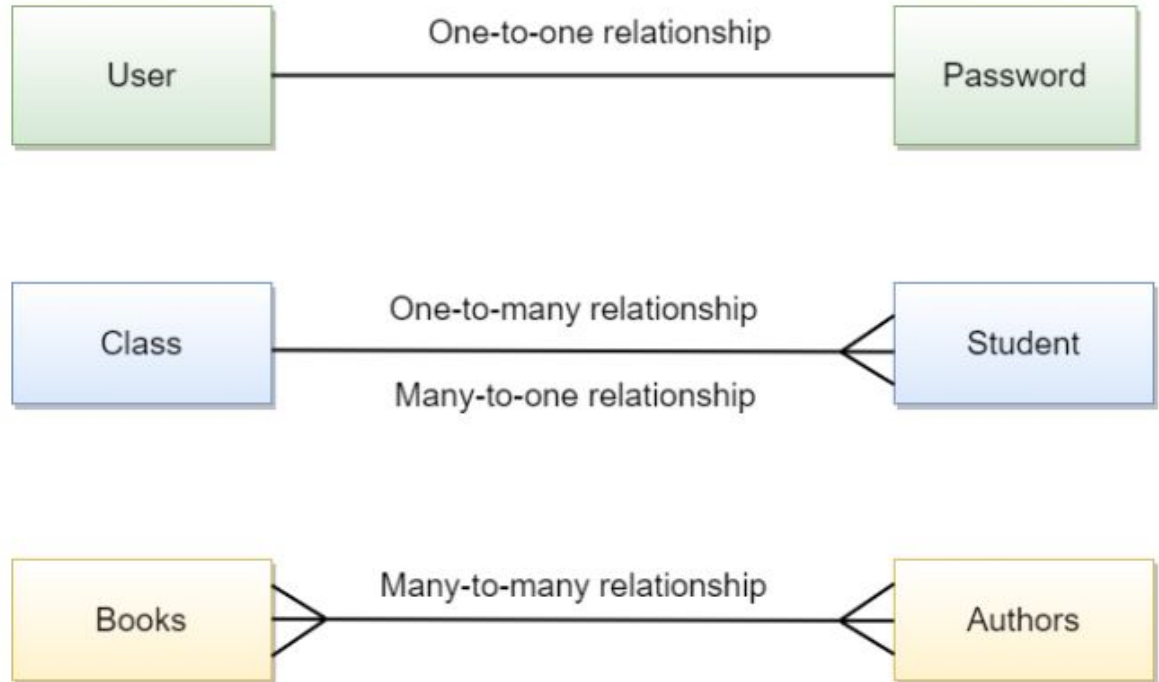 One-to-one relationship
User
Password
One-to-many relationship
Class
Student
Many-to-one relationship
Many-to-many relationship
Books
Authors